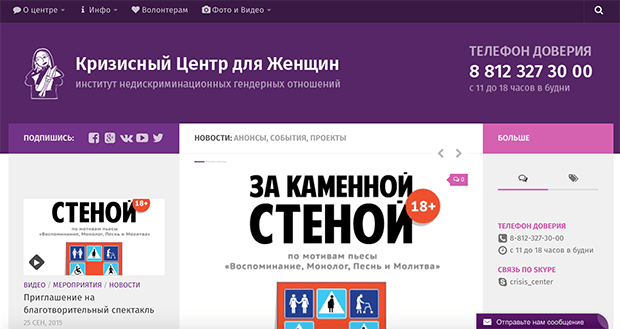 О центре
Инфо
Волонтерам
Фото и Видео
Кризисный Центр для Женщин
институт недискриминационных гендерных отношений
ТЕЛЕФОН ДОВЕРИЯ
8 812 327 30 00
с 11 до 18 часов в будни
ПОДПИШИСЬ:
НОВОСТИ: АНОНСЫ, СОБЫТИЯ, ПРОЕКТЫ
БОЛЬШЕ
СТЕНОЙ 18+
по мотивам пьесы
«Воспоминание, Монолог, Песнь и Молитва»
ВИДЕО / МЕРОПРИЯТИЯ / НОВОСТИ
Приглашение на
благотворительный спектакль
25 СЕН, 2015
0
ЗА КАМЕННОЙ
СТЕНОЙ 18+
по мотивам пьесы
«Воспоминание, Монолог, Песнь и Молитва»
ТЕЛЕФОН ДОВЕРИЯ
8-812-327-30-00
с 11 до 18 часов в будни
СВЯЗЬ ПО SKYPE
crisis_center
Отправьте нам сообщение